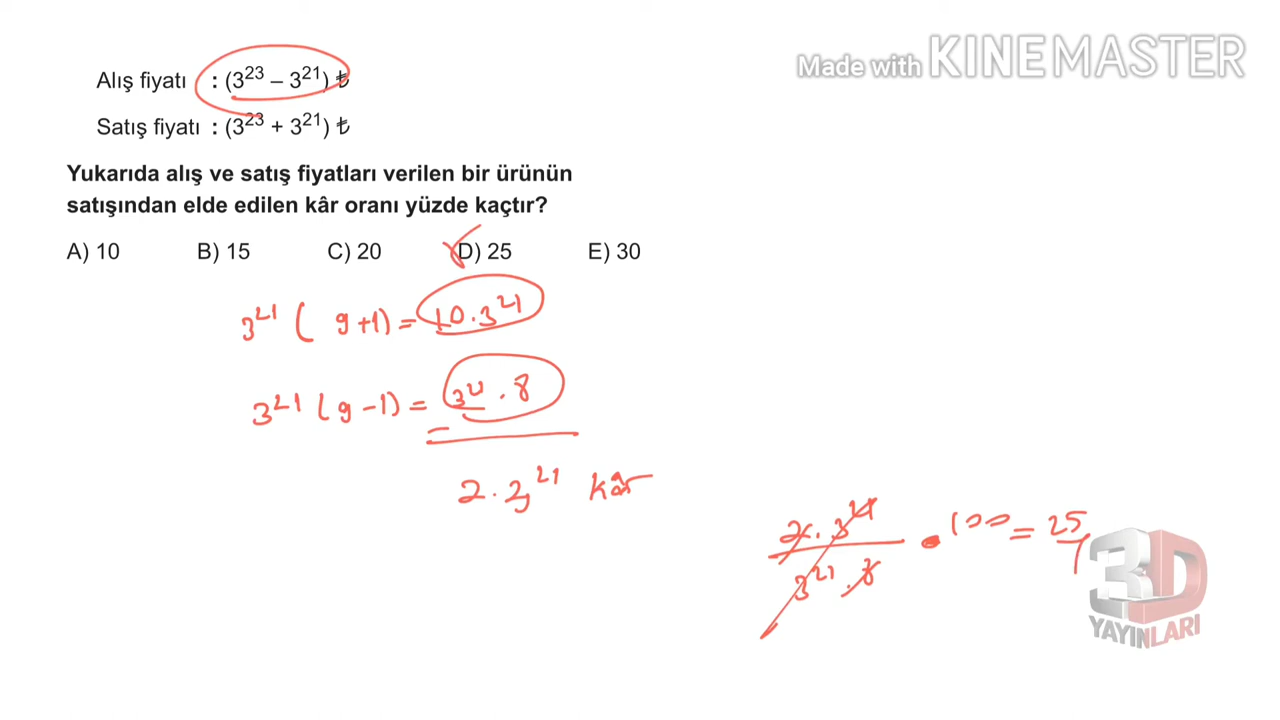 Made with KINEMASTER
Alış fiyatı : (3²³ – 3²¹) ₺
Satış fiyatı : (3²³ + 3²¹) ₺
Yukarıda alış ve satış fiyatları verilen bir ürünün
satışından elde edilen kâr oranı yüzde kaçtır?
A) 10 B) 15 C) 20 D) 25 E) 30
3²¹ ( 9+1) = 10.3²¹
3²¹ (9-1) = 3²¹ . 8
2.3²¹ kâr
2.3²¹
3²¹ . 8
. 100 = 25
3D
YAYINLARI